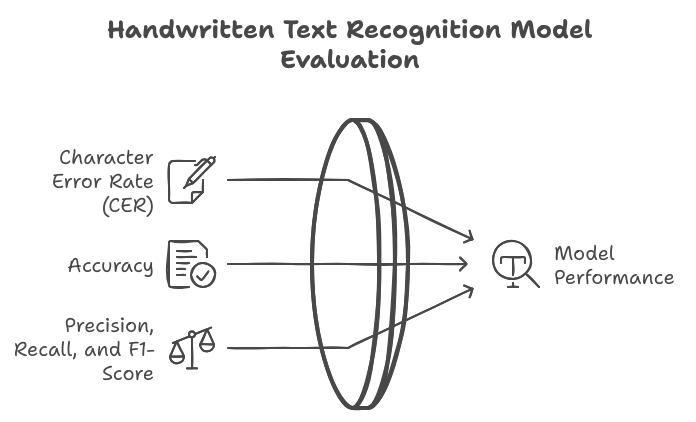 Handwritten Text Recognition Model
Evaluation
Character
Error Rate
(CER)
Accuracy
Precision,
Recall, and F1-
Score
Model
Performance